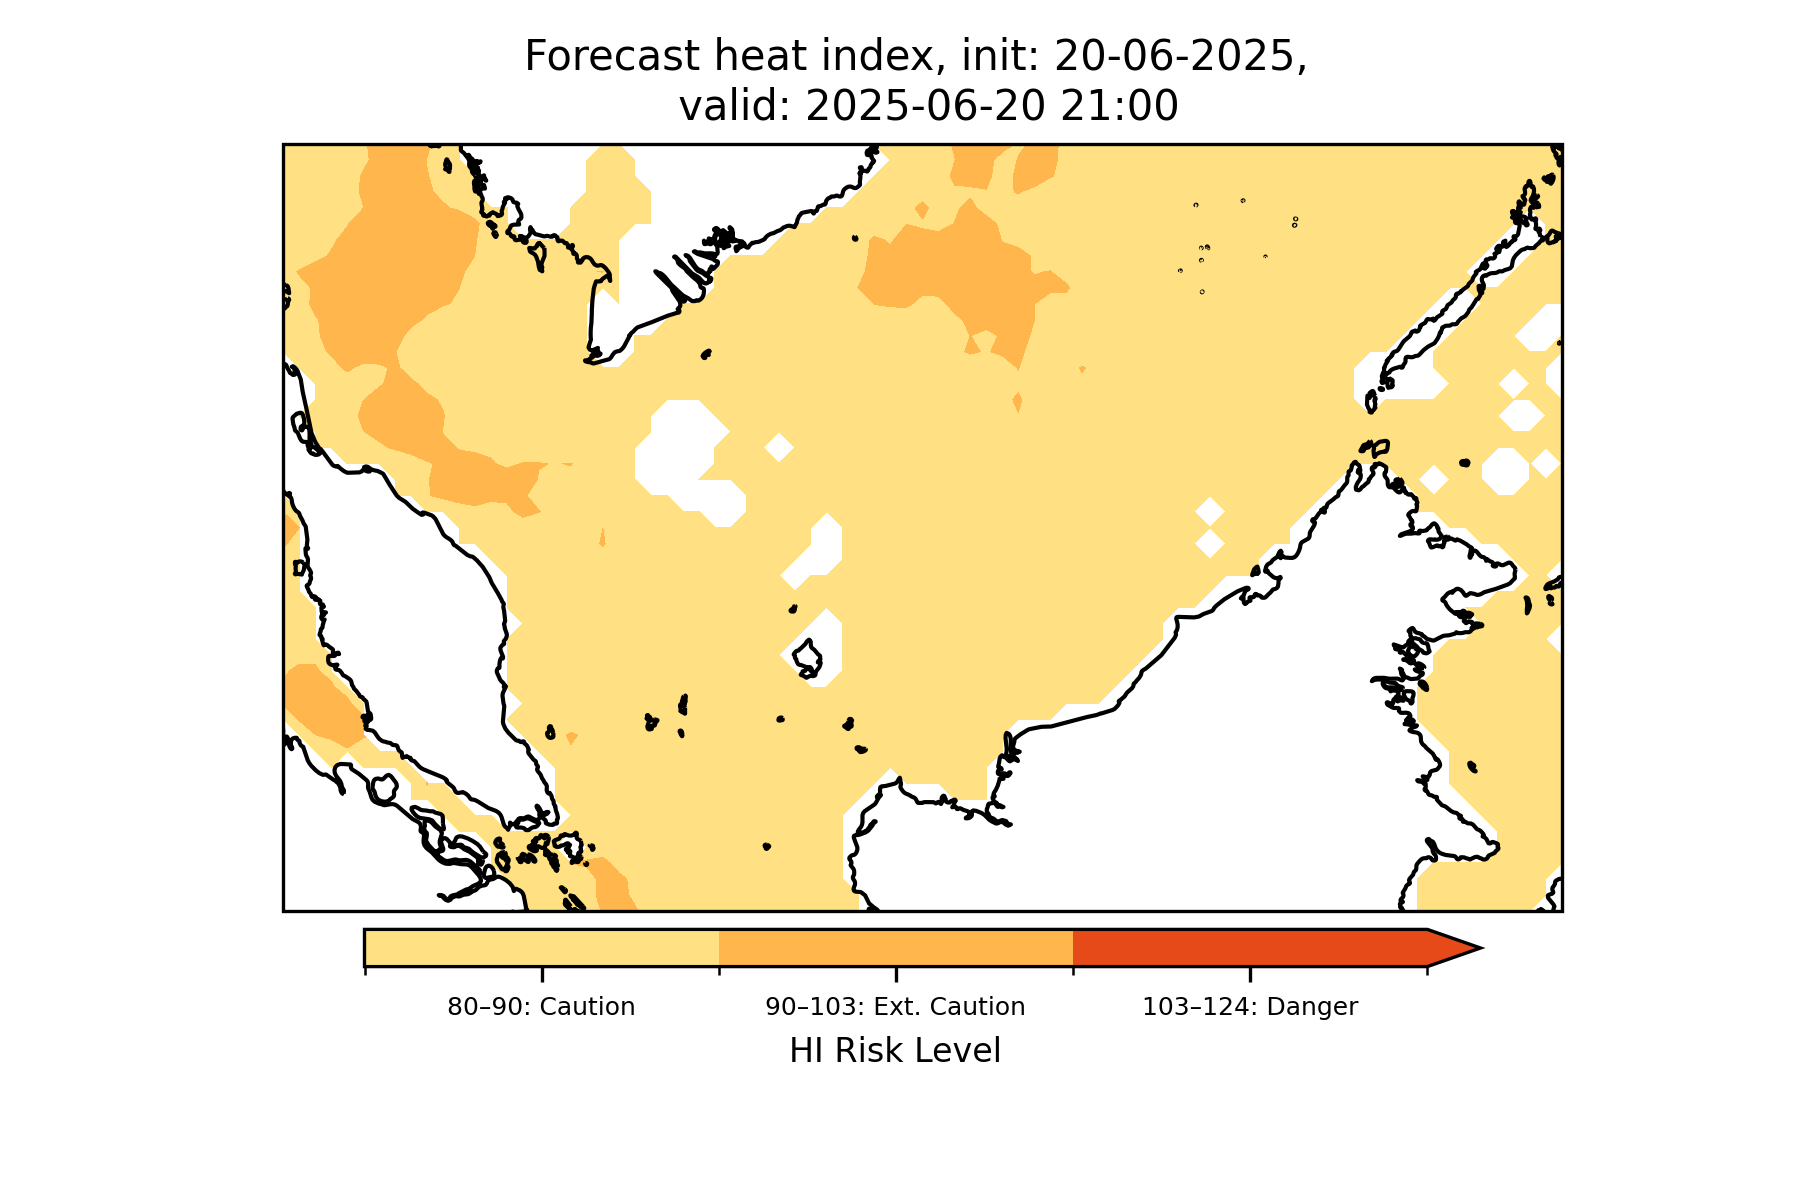 Forecast heat index, init: 20-06-2025,
valid: 2025-06-20 21:00
80–90: Caution
90–103: Ext. Caution
103–124: Danger
HI Risk Level